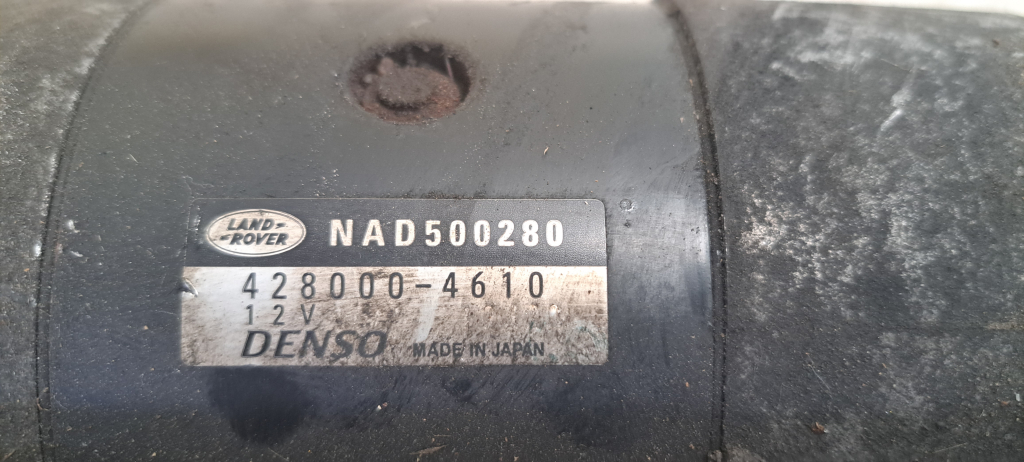 LAND-
-ROVER
NAD500280
428000-4610
12V
DENSO MADE IN JAPAN